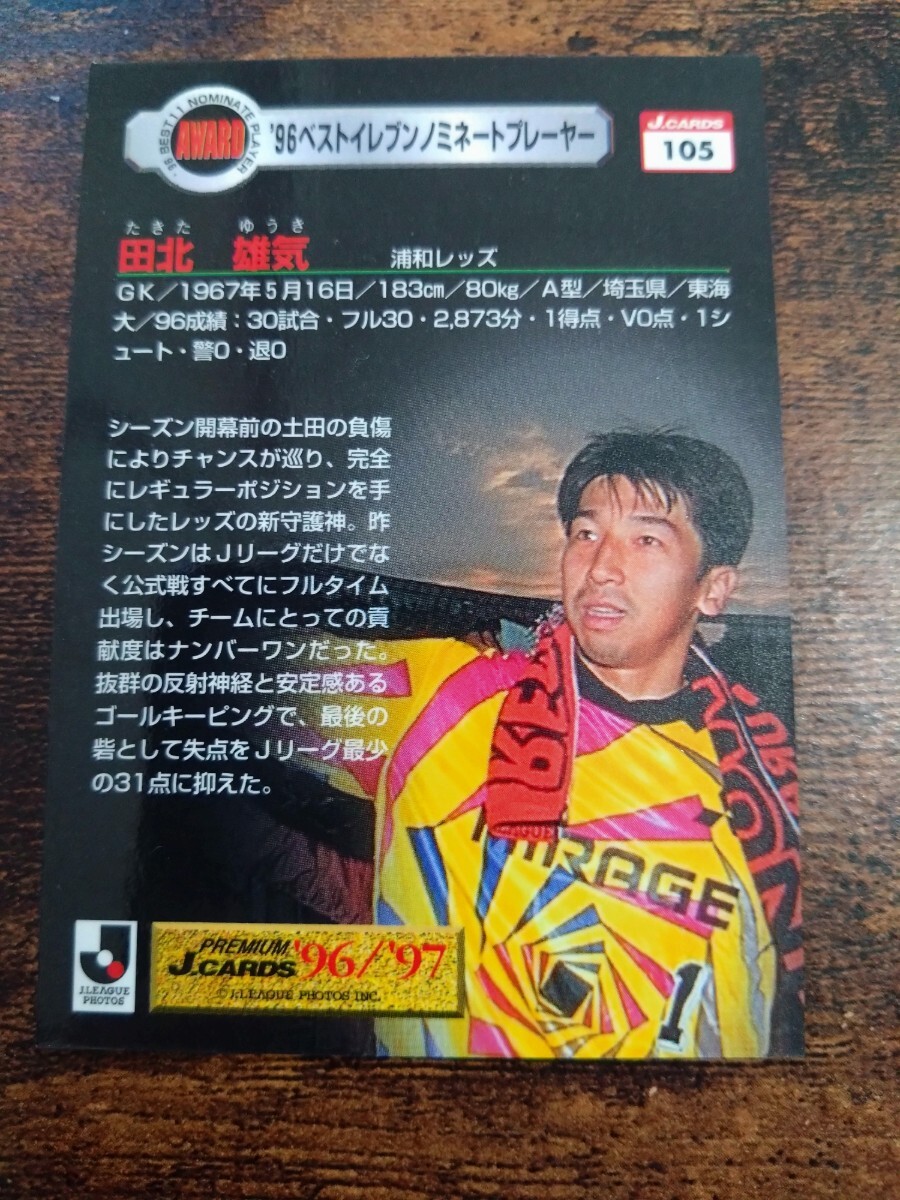 '96 BEST11 NOMINATE PLAYER
AWARD
'96ベストイレブンノミネートプレーヤー
J.CARDS
105
たきた ゆうき
田北 雄気 浦和レッズ
GK／1967年5月16日／183㎝／80㎏／A型／埼玉県／東海
大／96成績：30試合・フル30・2,873分・1得点・V0点・1シ
ュート・警0・退0
シーズン開幕前の土田の負傷
によりチャンスが巡り、完全
にレギュラーポジションを手
にしたレッズの新守護神。昨
シーズンはJリーグだけでな
く公式戦すべてにフルタイム
出場し、チームにとっての貢
献度はナンバーワンだった。
抜群の反射神経と安定感ある
ゴールキーピングで、最後の
砦として失点をJリーグ最少
の31点に抑えた。
RED
LEAGUE
MIRAGE
1
J.LEAGUE
PHOTOS
PREMIUM
J.CARDS '96/'97
©J.LEAGUE PHOTOS INC.